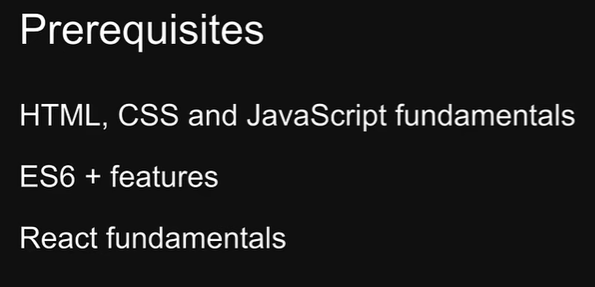 Prerequisites
HTML, CSS and JavaScript fundamentals
ES6 + features
React fundamentals